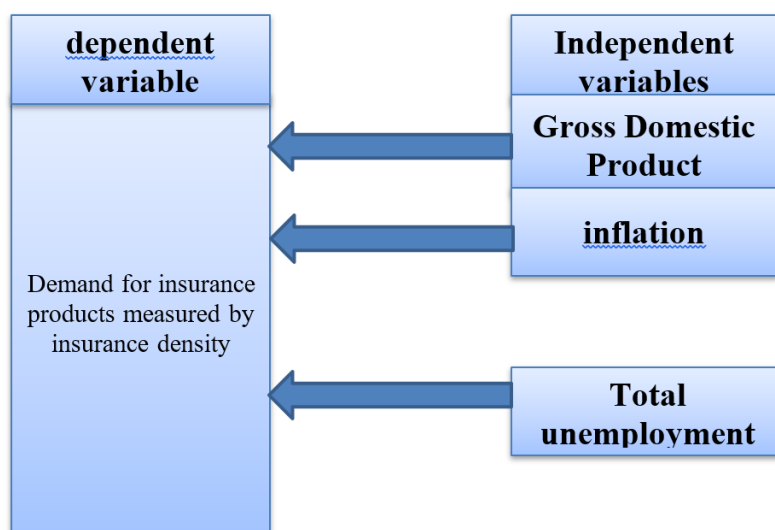 dependent
variable
Demand for insurance
products measured by
insurance density
Independent
variables
Gross Domestic
Product
inflation
Total
unemployment